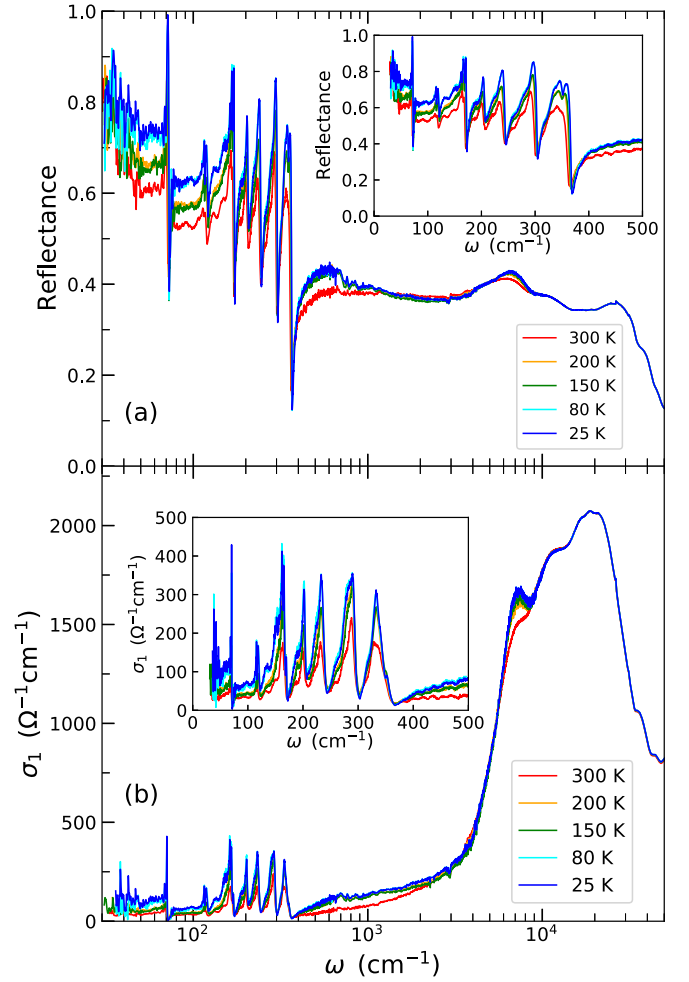 1.0
0.8
0.6
0.4
0.2
0.0
Reflectance
(a)
1.0
0.8
0.6
0.4
0.2
0.0
Reflectance
0 100 200 300 400 500
ω (cm⁻¹)
300 K
200 K
150 K
80 K
25 K
2000
1500
1000
500
0
σ₁ (Ω⁻¹cm⁻¹)
(b)
500
400
300
200
100
0
σ₁ (Ω⁻¹cm⁻¹)
0 100 200 300 400 500
ω (cm⁻¹)
300 K
200 K
150 K
80 K
25 K
10² 10³ 10⁴
ω (cm⁻¹)